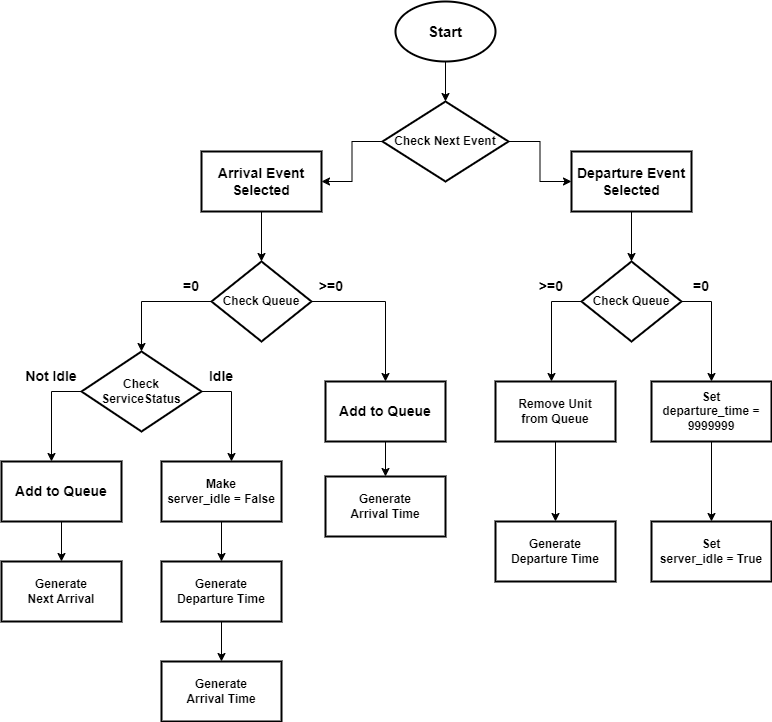 Start
Check Next Event
Arrival Event
Selected
Departure Event
Selected
=0
Check Queue
>=0
>=0
Check Queue
=0
Not Idle
Check
ServiceStatus
Idle
Add to Queue
Remove Unit
from Queue
Set
departure_time =
9999999
Add to Queue
Make
server_idle = False
Generate
Arrival Time
Generate
Departure Time
Set
server_idle = True
Generate
Next Arrival
Generate
Departure Time
Generate
Arrival Time